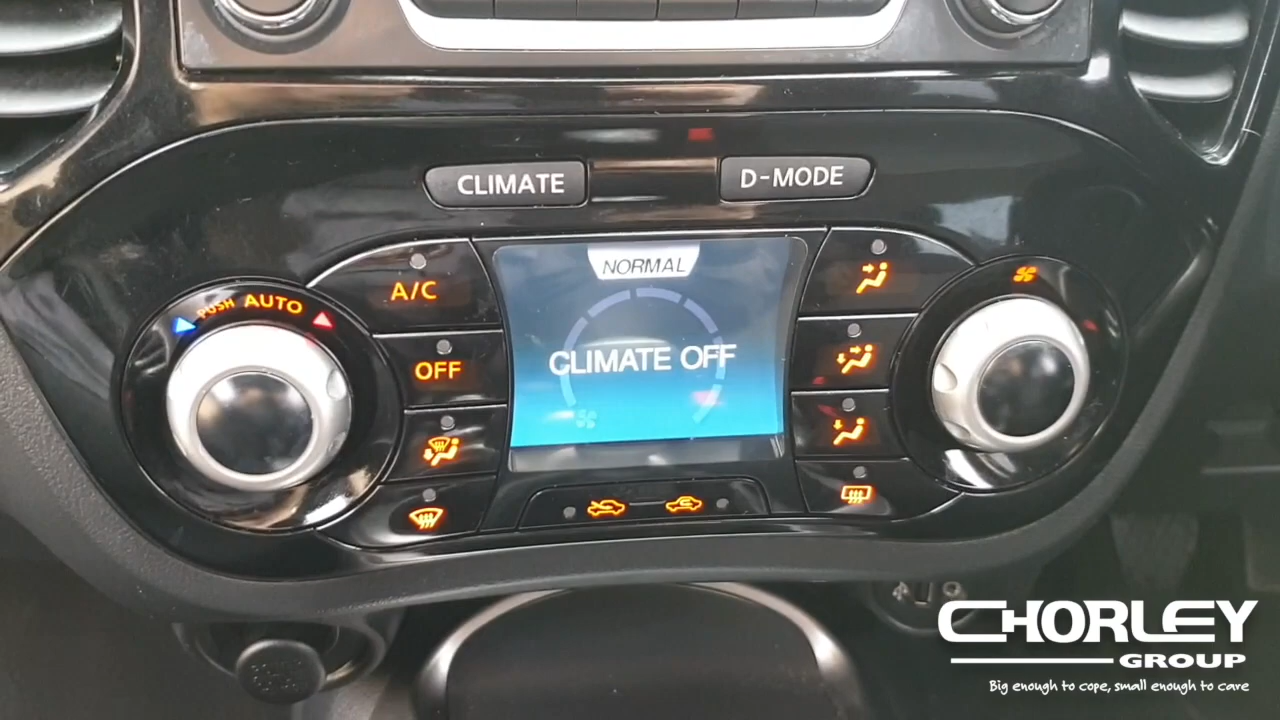 CLIMATE
D-MODE
NORMAL
PUSH AUTO
A/C
CLIMATE OFF
OFF
CHORLEY
GROUP
Big enough to cope, small enough to care